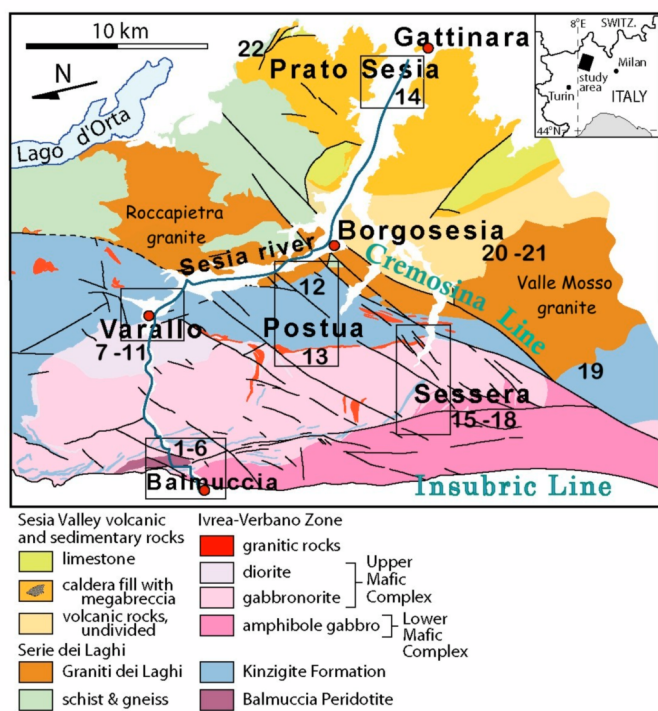 10 km
N
Lago
d'Orta
22
Gattinara
Prato Sesia
14
8°E
SWITZ.
Milan
study
area
Turin
ITALY
44°N
Roccapietra
granite
Sesia river
Borgosesia
Cremosina Line
20 -21
Valle Mosso
granite
12
Varallo
7 -11
Postua
13
19
Sessera
15 -18
1-6
Balmuccia
Insubric Line
Sesia Valley volcanic
and sedimentary rocks
limestone
caldera fill with
megabreccia
volcanic rocks,
undivided
Serie dei Laghi
Graniti dei Laghi
schist & gneiss
Ivrea-Verbano Zone
granitic rocks
diorite
gabbronorite
Upper
Mafic
Complex
amphibole gabbro
Lower
Mafic
Complex
Kinzigite Formation
Balmuccia Peridotite